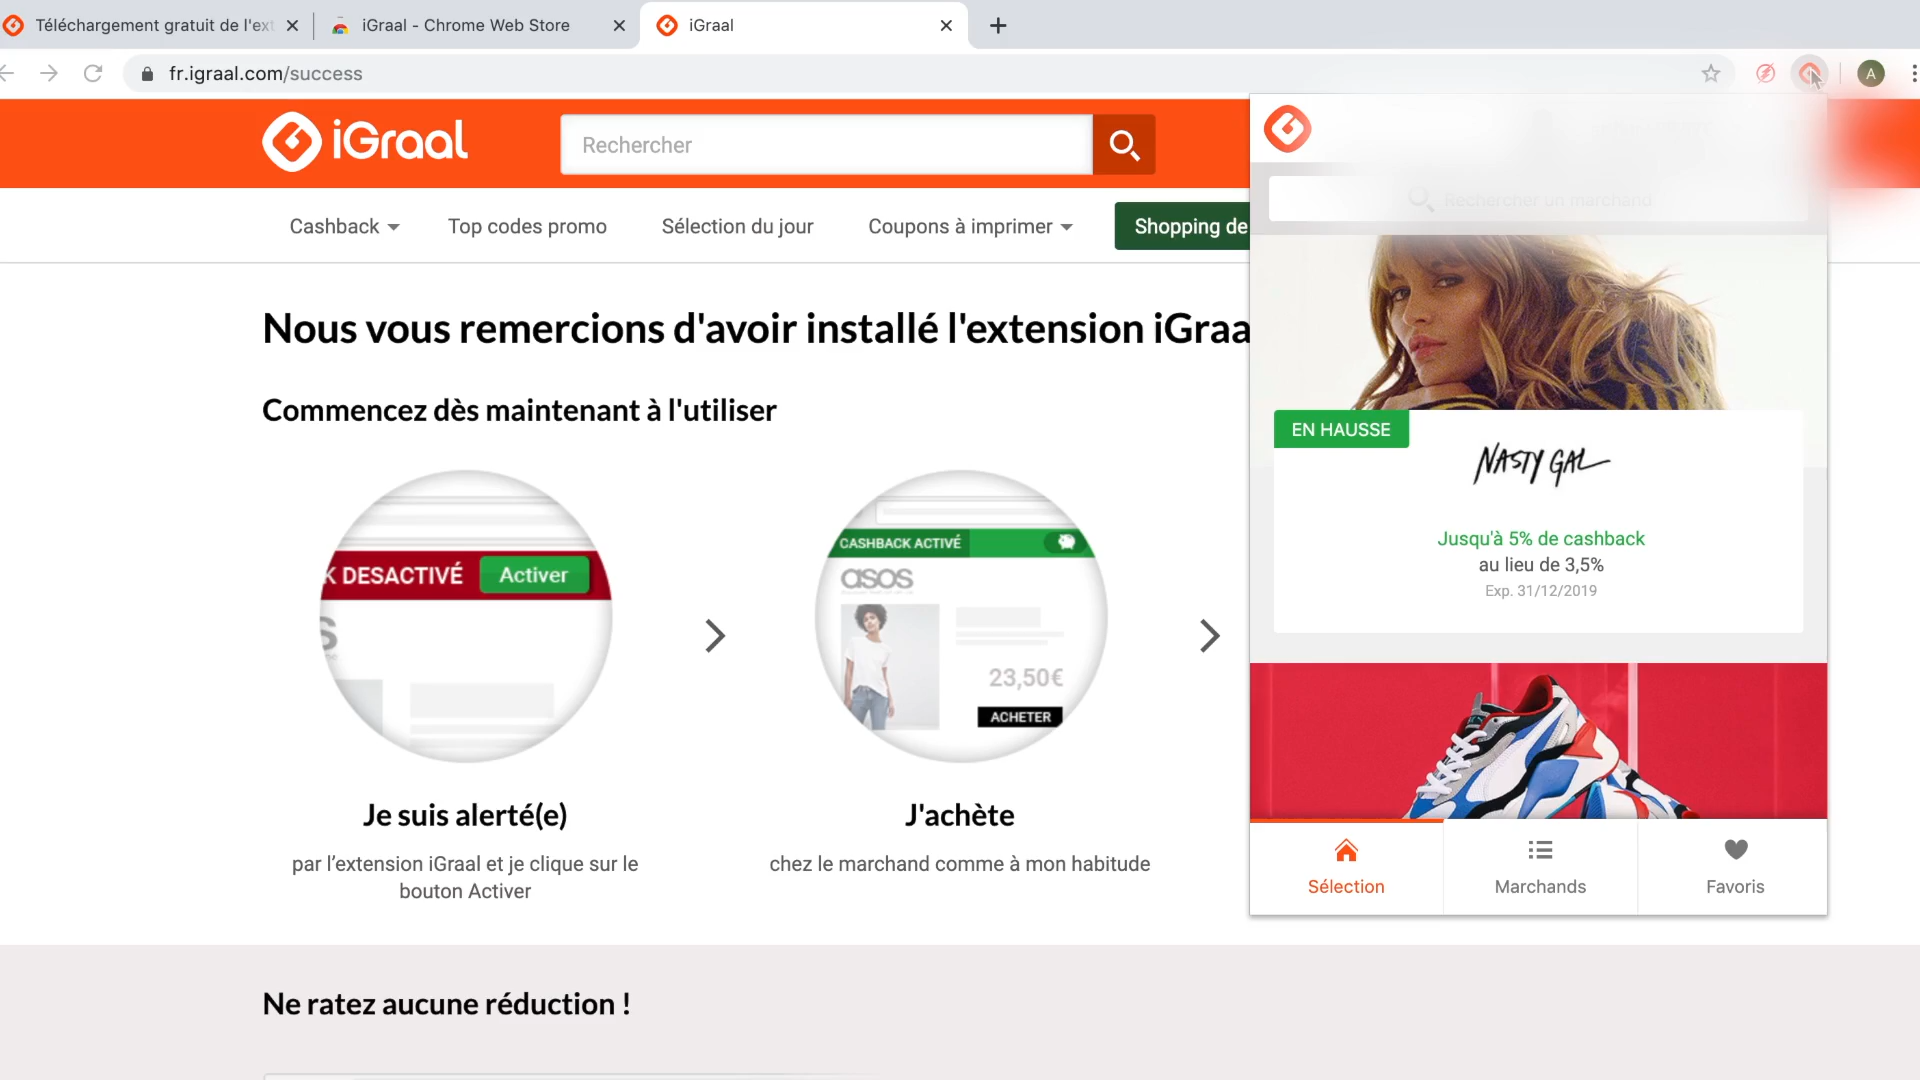 Téléchargement gratuit de l'ext
iGraal - Chrome Web Store
iGraal
fr.igraal.com/success
A
iGraal
Rechercher
Rechercher un marchand
Cashback
Top codes promo
Sélection du jour
Coupons à imprimer
Shopping de
Nous vous remercions d'avoir installé l'extension iGraa
Commencez dès maintenant à l'utiliser
K DESACTIVÉ
Activer
CASHBACK ACTIVÉ
asos
23,50€
ACHETER
Je suis alerté(e)
par l'extension iGraal et je clique sur le
bouton Activer
J'achète
chez le marchand comme à mon habitude
EN HAUSSE
NASTY GAL
Jusqu'à 5% de cashback
au lieu de 3,5%
Exp. 31/12/2019
Sélection
Marchands
Favoris
Ne ratez aucune réduction !